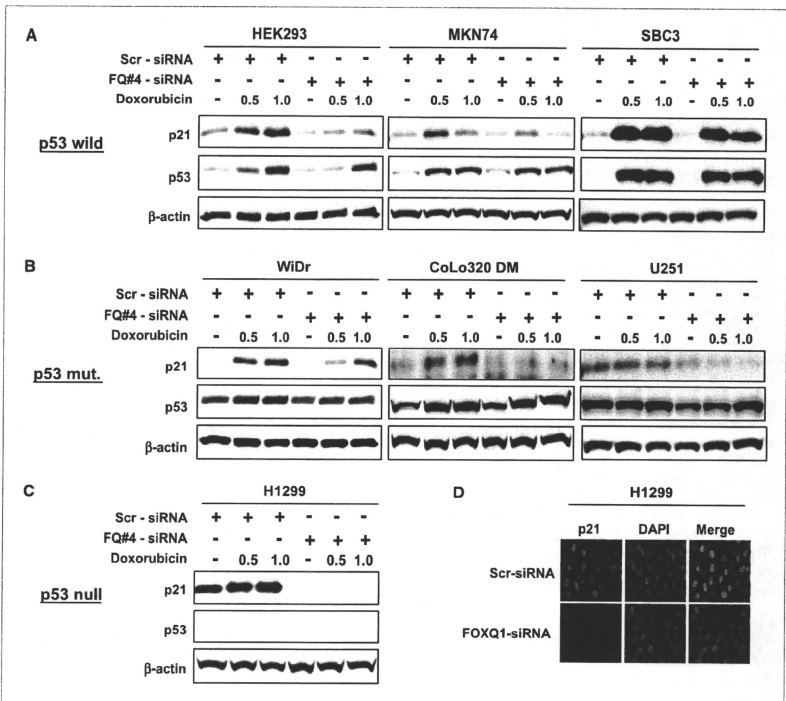 A
HEK293 MKN74 SBC3
Scr - siRNA + + + - - - + + + - - - + + + - - -
FQ#4 - siRNA - - - + + + - - - + + + - - - + + +
Doxorubicin - 0.5 1.0 - 0.5 1.0 - 0.5 1.0 - 0.5 1.0 - 0.5 1.0 - 0.5 1.0
p53 wild
p21
p53
β-actin
B
WiDr CoLo320 DM U251
Scr - siRNA + + + - - - + + + - - - + + + - - -
FQ#4 - siRNA - - - + + + - - - + + + - - - + + +
Doxorubicin - 0.5 1.0 - 0.5 1.0 - 0.5 1.0 - 0.5 1.0 - 0.5 1.0 - 0.5 1.0
p53 mut.
p21
p53
β-actin
C
H1299
Scr - siRNA + + + - - -
FQ#4 - siRNA - - - + + +
Doxorubicin - 0.5 1.0 - 0.5 1.0
p53 null
p21
p53
β-actin
D
H1299
p21 DAPI Merge
Scr-siRNA
FOXQ1-siRNA